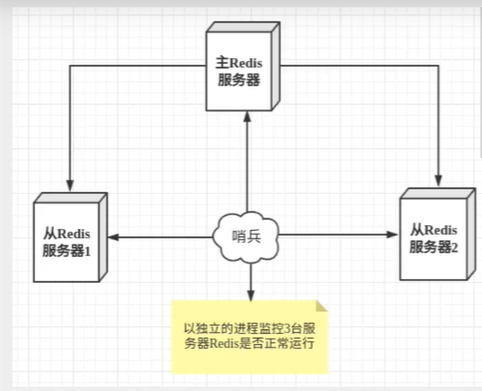 主Redis
服务器
从Redis
服务器1
哨兵
从Redis
服务器2
以独立的进程监控3台服
务器Redis是否正常运行